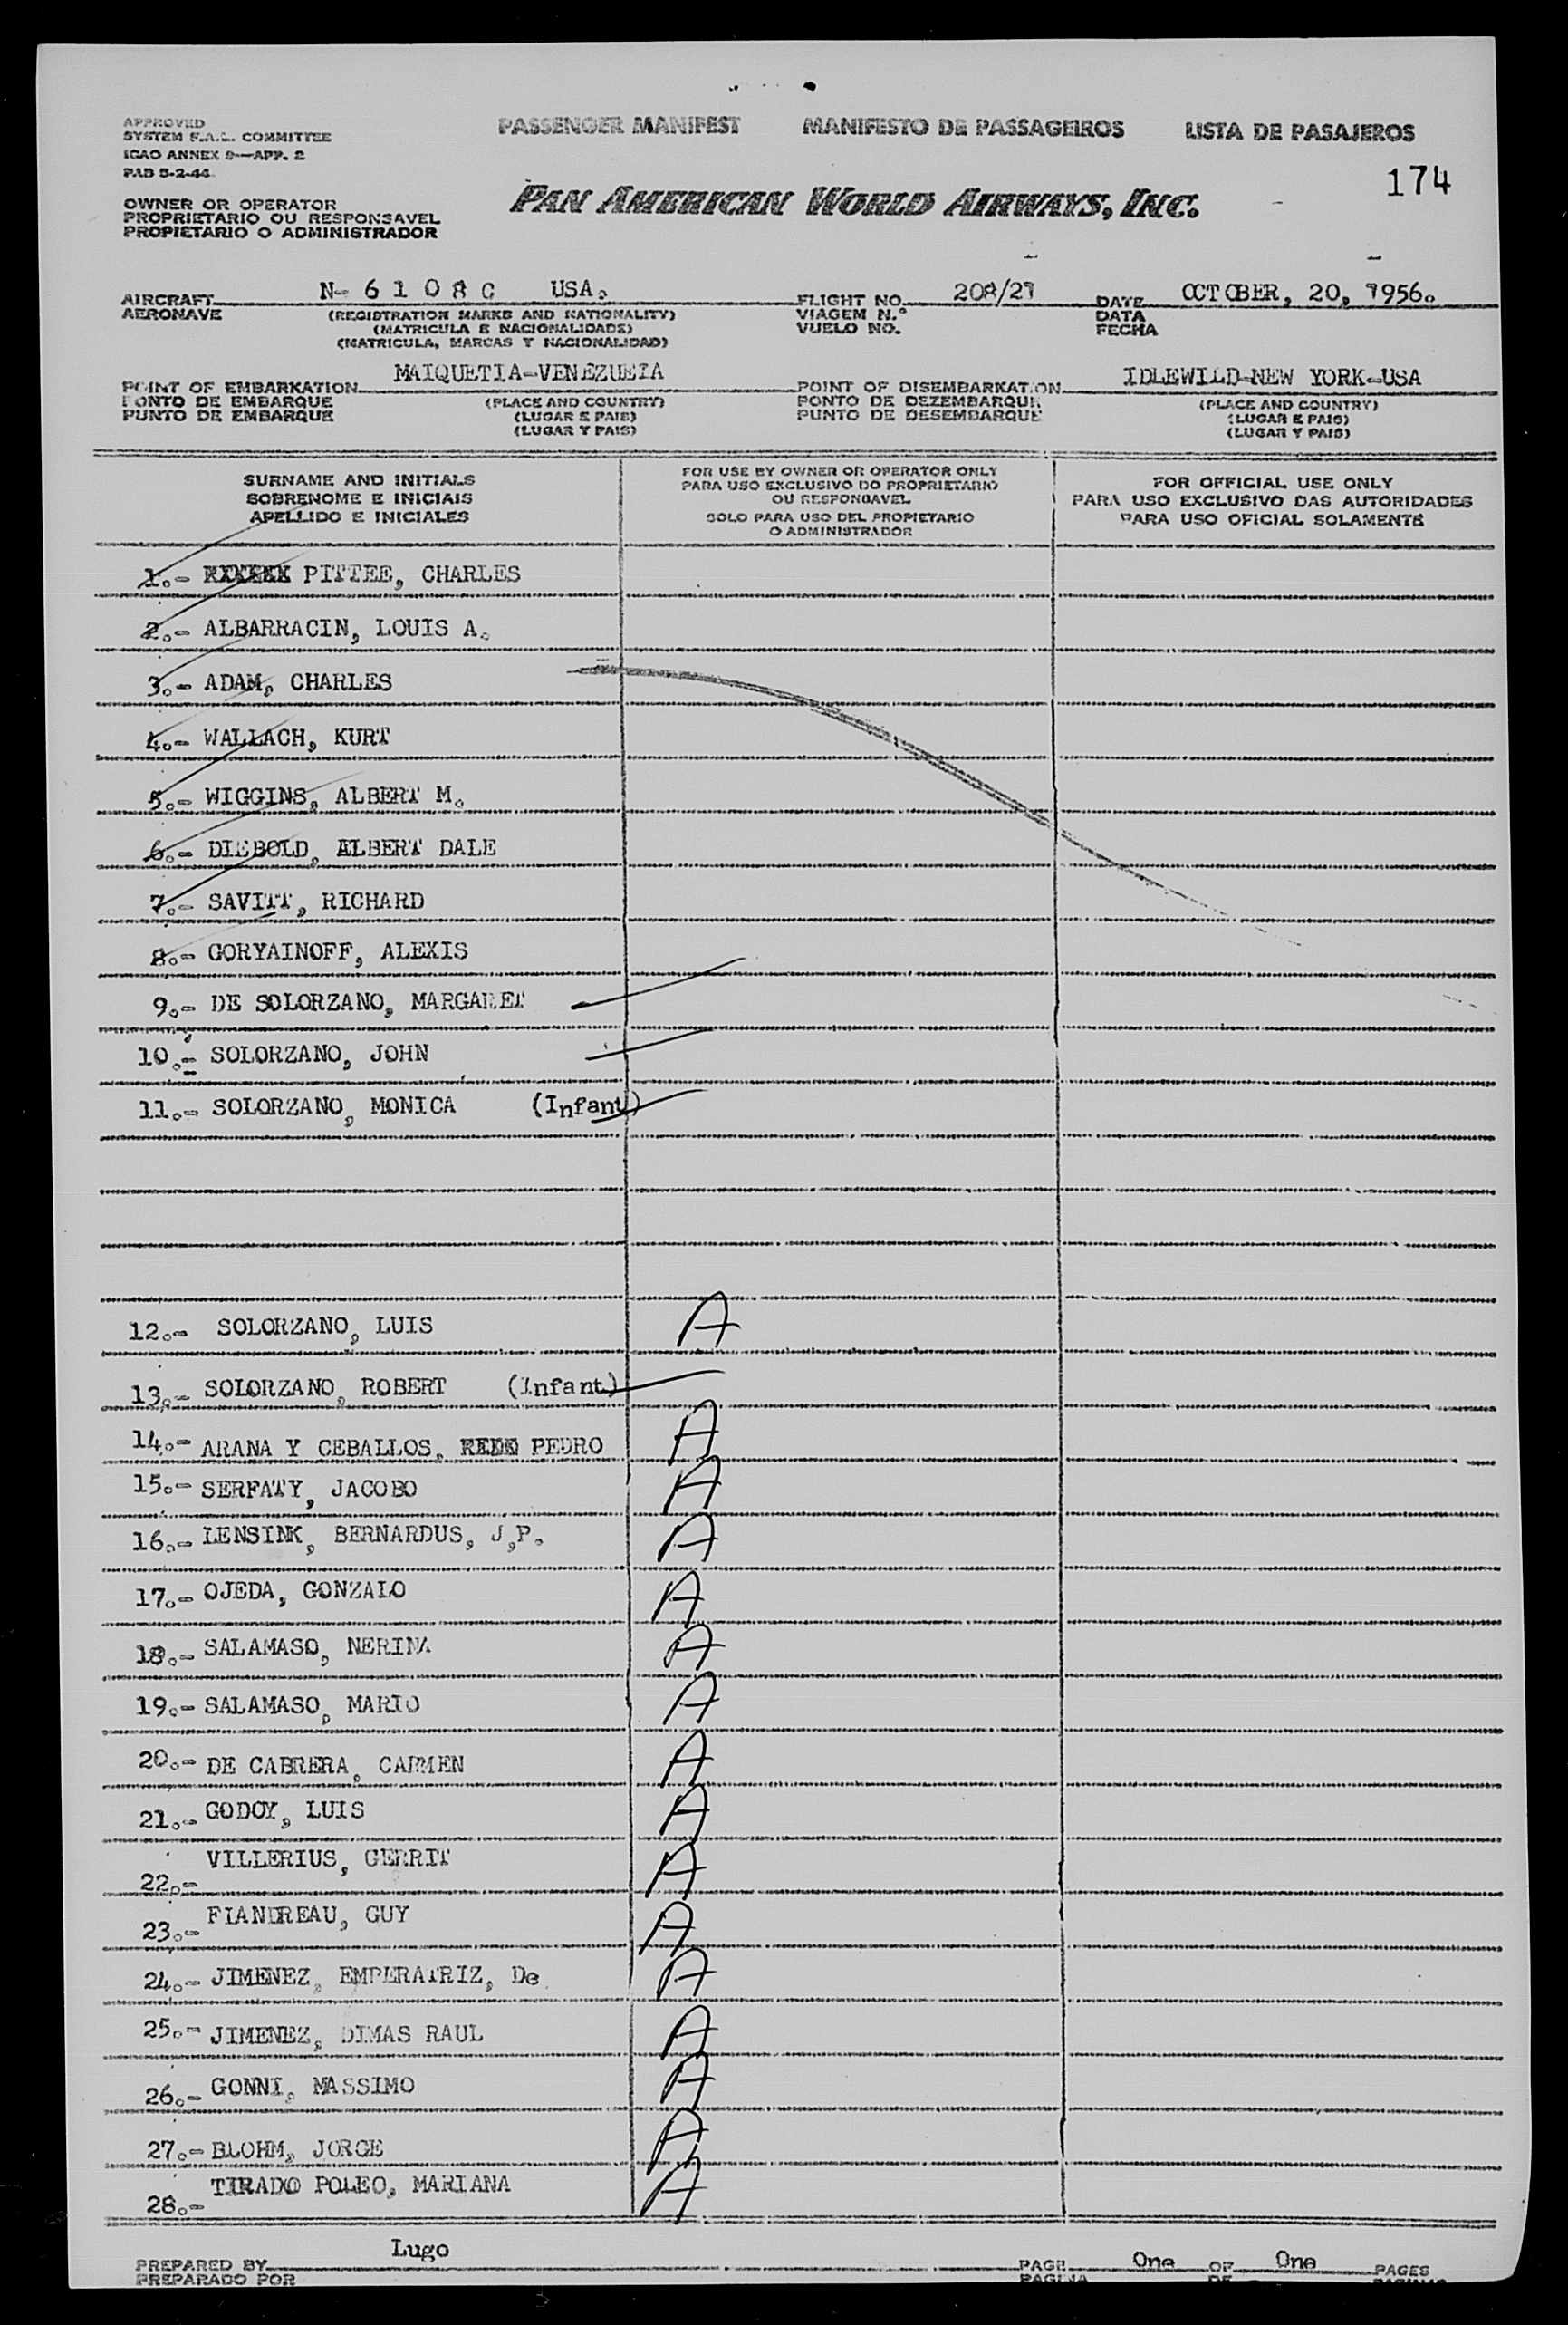 APPROVED
SYSTEM F.A.L. COMMITTEE
ICAO ANNEX 9—APP. 2
PAB 5-2-44
PASSENGER MANIFEST MANIFESTO DE PASSAGEIROS LISTA DE PASAJEROS
174
OWNER OR OPERATOR
PROPRIETARIO OU RESPONSAVEL
PROPIETARIO O ADMINISTRADOR
PAN AMERICAN WORLD AIRWAYS, INC.
AIRCRAFT N- 6 1 0 8 C USA. FLIGHT NO. 208/27 DATE OCTOBER, 20, 1956.
AERONAVE (REGISTRATION MARKS AND NATIONALITY) VIAGEM N.° DATA
(MATRICULA E NACIONALIDADE) VUELO NO. FECHA
(MATRICULA, MARCAS Y NACIONALIDAD)
POINT OF EMBARKATION MAIQUETIA-VENEZUELA POINT OF DISEMBARKATION IDLEWILD-NEW YORK-USA
PONTO DE EMBARQUE (PLACE AND COUNTRY) PONTO DE DEZEMBARQUE (PLACE AND COUNTRY)
PUNTO DE EMBARQUE (LUGAR E PAIS) PUNTO DE DESEMBARQUE (LUGAR E PAIS)
(LUGAR Y PAIS) (LUGAR Y PAIS)
SURNAME AND INITIALS
SOBRENOME E INICIAIS
APELLIDO E INICIALES
FOR USE BY OWNER OR OPERATOR ONLY
PARA USO EXCLUSIVO DO PROPRIETARIO
OU RESPONSAVEL
SOLO PARA USO DEL PROPIETARIO
O ADMINISTRADOR
FOR OFFICIAL USE ONLY
PARA USO EXCLUSIVO DAS AUTORIDADES
PARA USO OFICIAL SOLAMENTE
1.- PITTEE, CHARLES
2.- ALBARRACIN, LOUIS A.
3.- ADAM, CHARLES
4.- WALLACH, KURT
5.- WIGGINS, ALBERT M.
6.- DIEBOLD, ALBERT DALE
7.- SAVITT, RICHARD
8.- GORYAINOFF, ALEXIS
9.- DE SOLORZANO, MARGARET
10.- SOLORZANO, JOHN
11.- SOLORZANO, MONICA (Infant)
12.- SOLORZANO, LUIS A
13.- SOLORZANO, ROBERT (Infant)
14.- ARANA Y CEBALLOS, PEDRO A
15.- SERFATY, JACOBO A
16.- LENSINK, BERNARDUS, J,P. A
17.- OJEDA, GONZALO A
18.- SALAMASO, NERINA A
19.- SALAMASO, MARIO A
20.- DE CABRERA, CARMEN A
21.- GODOY, LUIS A
22.- VILLERIUS, GERRIT A
23.- FLANDREAU, GUY A
24.- JIMENEZ, EMPERATRIZ, De A
25.- JIMENEZ, DIMAS RAUL A
26.- GONNI, MASSIMO A
27.- BLOHM, JORGE A
28.- TIRADO POLEO, MARIANA A
PREPARED BY Lugo PAGE One OF One PAGES
PREPARADO POR PAGINA DE PAGINAS